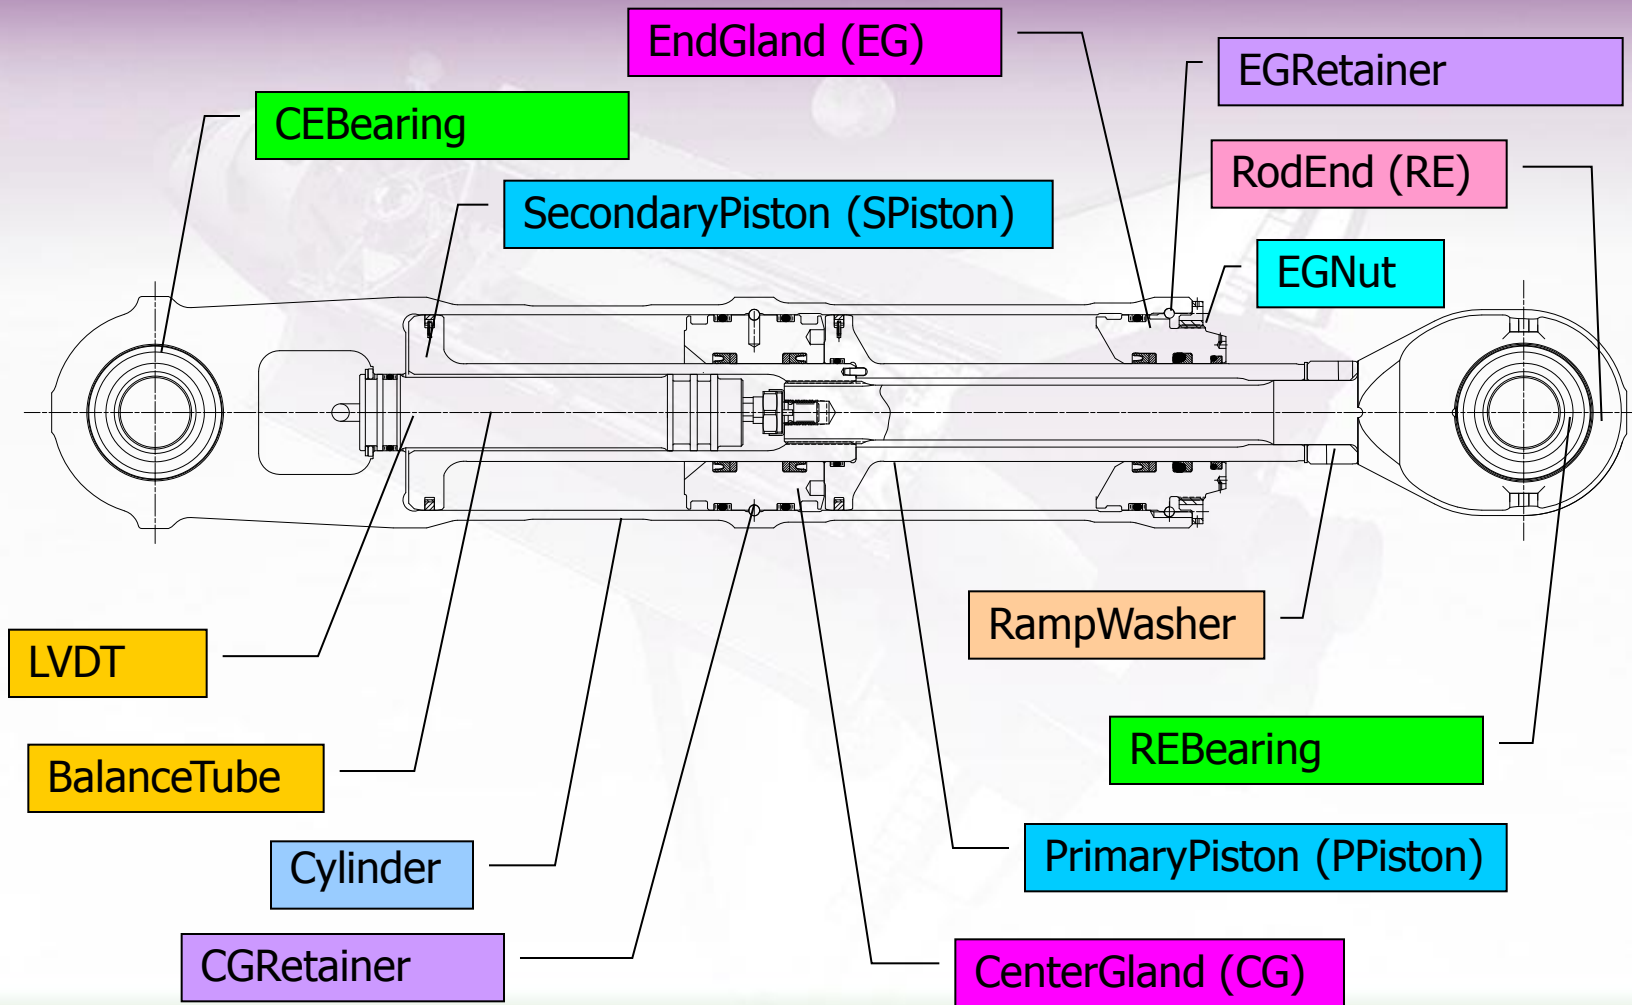 EndGland (EG)
EGRetainer
CEBearing
RodEnd (RE)
SecondaryPiston (SPiston)
EGNut
RampWasher
LVDT
REBearing
BalanceTube
PrimaryPiston (PPiston)
Cylinder
CGRetainer
CenterGland (CG)